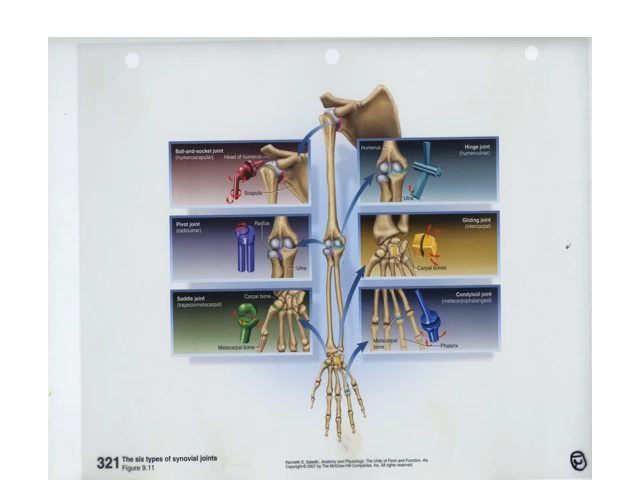 Ball-and-socket joint
(humeroscapular)
Head of humerus
Scapula
Humerus
Hinge joint
(humeroulnar)
Ulna
Pivot joint
(radioulnar)
Radius
Ulna
Gliding joint
(intercarpal)
Carpal bones
Saddle joint
(trapeziometacarpal)
Carpal bone
Metacarpal bone
Condyloid joint
(metacarpophalangeal)
Metacarpal
bone
Phalanx
321 The six types of synovial joints
Figure 9.11
Kenneth S. Saladin, Anatomy and Physiology: The Unity of Form and Function, 4/e.
Copyright © 2007 by The McGraw-Hill Companies, Inc. All rights reserved.